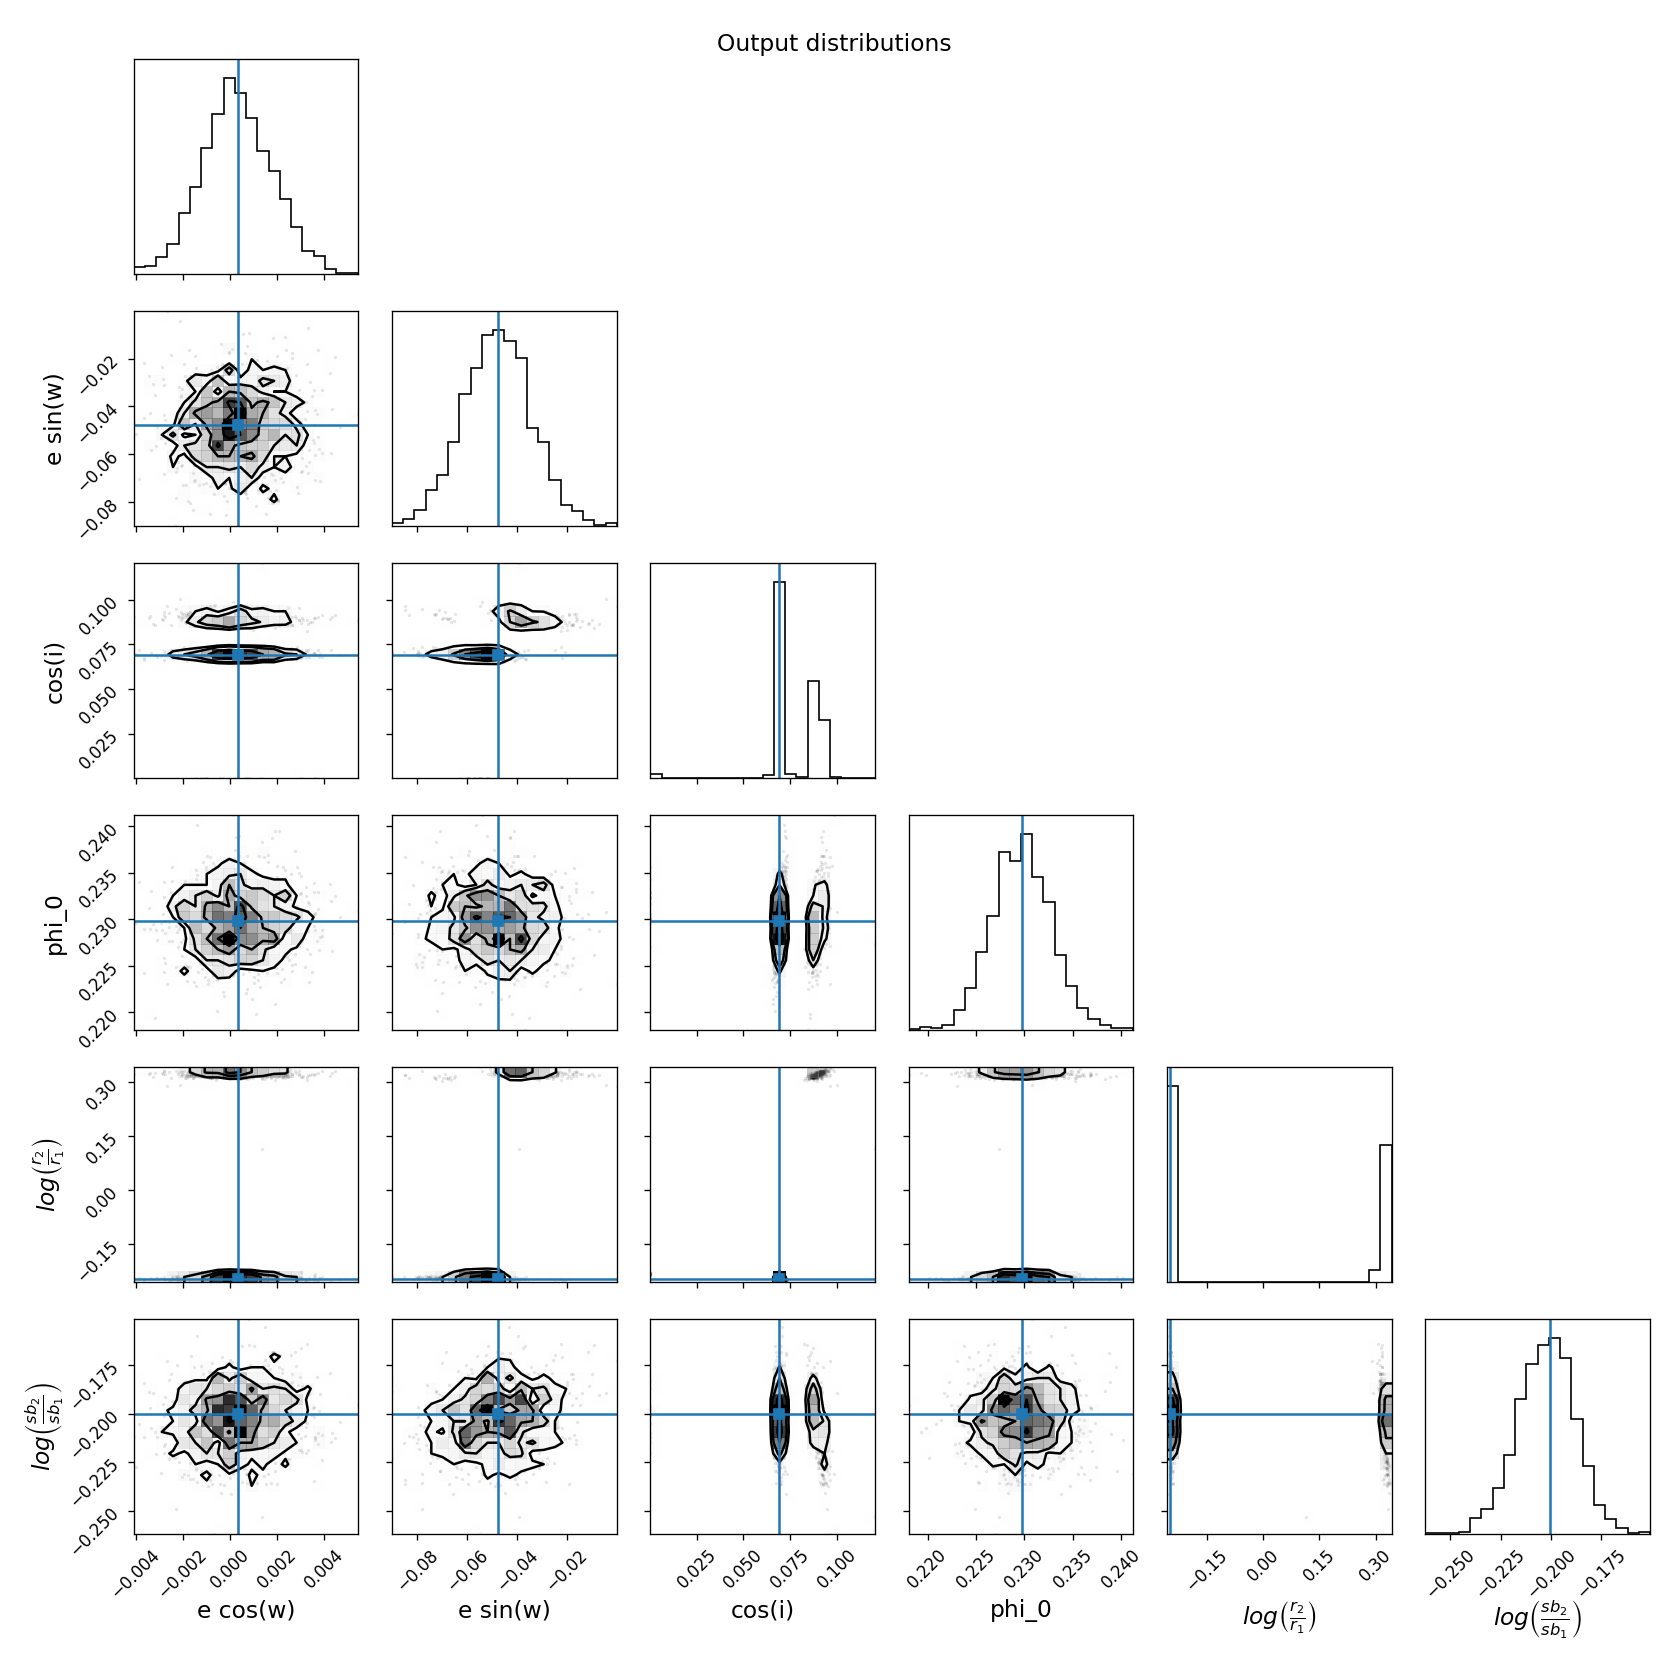 Output distributions
e sin(w)
−0.02
−0.04
−0.06
−0.08
cos(i)
0.100
0.075
0.050
0.025
phi_0
0.240
0.235
0.230
0.225
0.220
log(r₂/r₁)
0.30
0.15
0.00
−0.15
log(sb₂/sb₁)
−0.175
−0.200
−0.225
−0.250
−0.004 −0.002 0.000 0.002 0.004 −0.08 −0.06 −0.04 −0.02 0.025 0.050 0.075 0.100 0.220 0.225 0.230 0.235 0.240 −0.15 0.00 0.15 0.30 −0.250 −0.225 −0.200 −0.175
e cos(w) e sin(w) cos(i) phi_0 log(r₂/r₁) log(sb₂/sb₁)